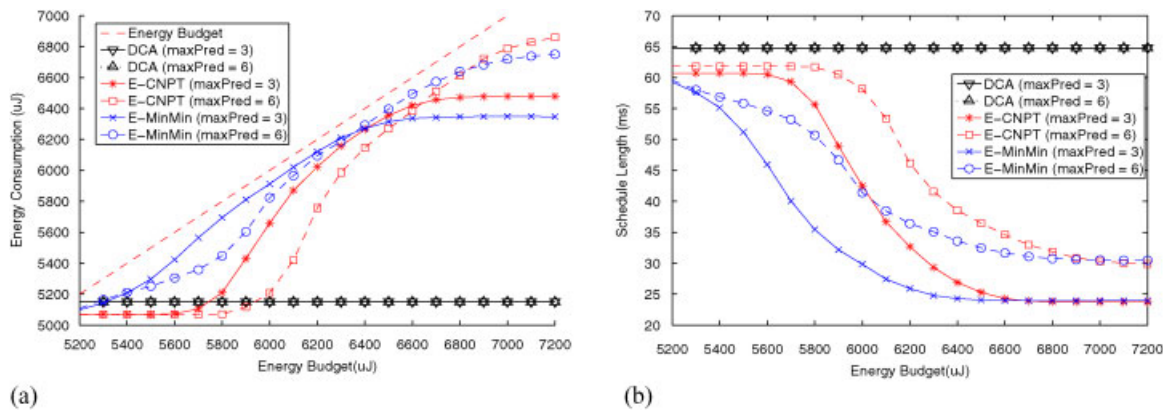 7000
6800
6600
6400
6200
6000
5800
5600
5400
5200
5000
Energy Consumption (uJ)
Energy Budget
DCA (maxPred = 3)
DCA (maxPred = 6)
E-CNPT (maxPred = 3)
E-CNPT (maxPred = 6)
E-MinMin (maxPred = 3)
E-MinMin (maxPred = 6)
5200 5400 5600 5800 6000 6200 6400 6600 6800 7000 7200
Energy Budget(uJ)
(a)
70
65
60
55
50
45
40
35
30
25
20
Schedule Length (ms)
DCA (maxPred = 3)
DCA (maxPred = 6)
E-CNPT (maxPred = 3)
E-CNPT (maxPred = 6)
E-MinMin (maxPred = 3)
E-MinMin (maxPred = 6)
5200 5400 5600 5800 6000 6200 6400 6600 6800 7000 7200
Energy Budget(uJ)
(b)